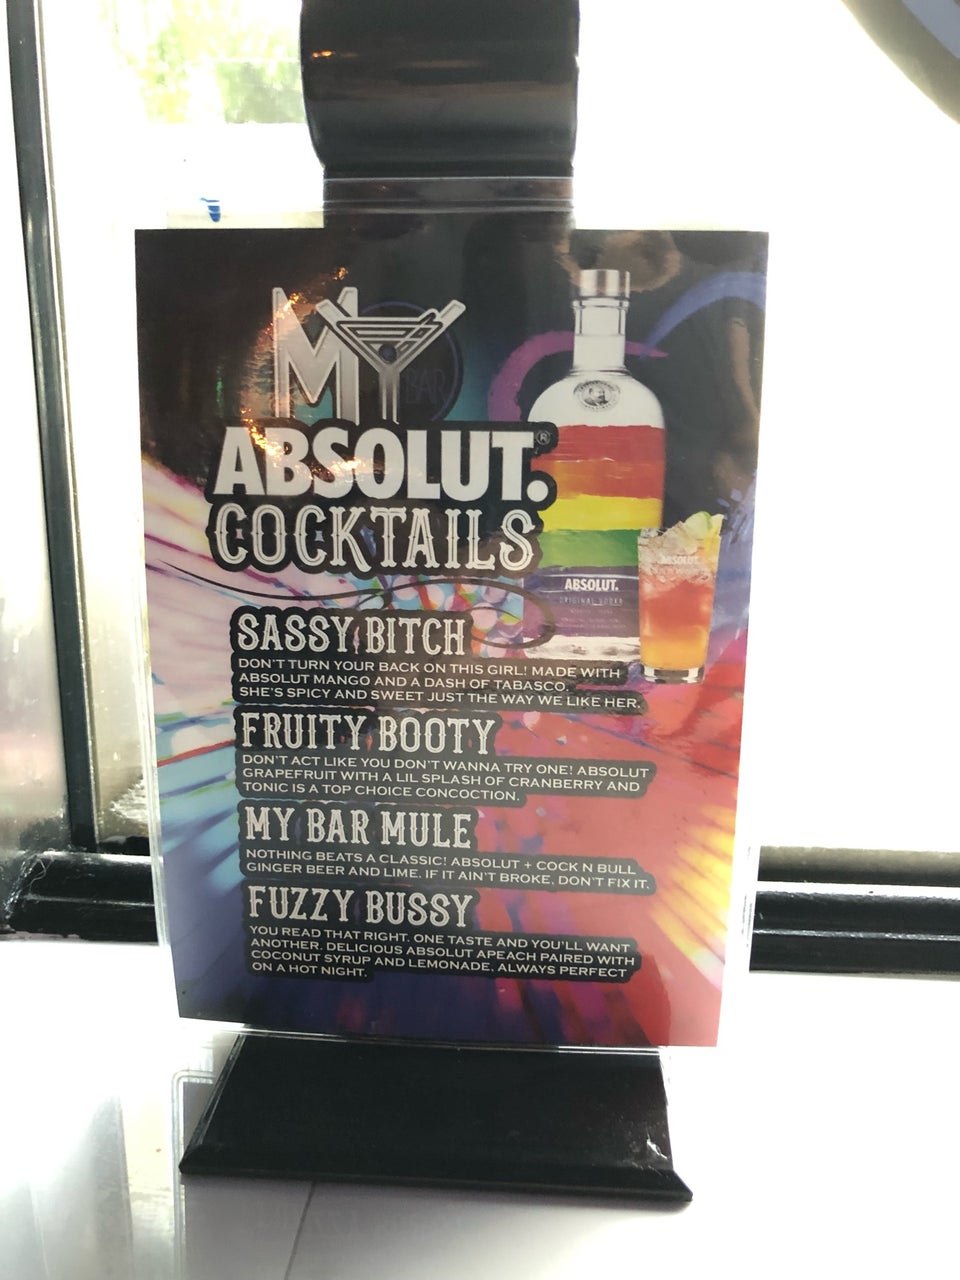 MY
BAR
ABSOLUT.®
COCKTAILS
ABSOLUT.
ORIGINAL VODKA
ABSOLUT.
SASSY BITCH
DON'T TURN YOUR BACK ON THIS GIRL! MADE WITH
ABSOLUT MANGO AND A DASH OF TABASCO.
SHE'S SPICY AND SWEET JUST THE WAY WE LIKE HER.
FRUITY BOOTY
DON'T ACT LIKE YOU DON'T WANNA TRY ONE! ABSOLUT
GRAPEFRUIT WITH A LIL SPLASH OF CRANBERRY AND
TONIC IS A TOP CHOICE CONCOCTION.
MY BAR MULE
NOTHING BEATS A CLASSIC! ABSOLUT + COCK N BULL
GINGER BEER AND LIME. IF IT AIN'T BROKE, DON'T FIX IT.
FUZZY BUSSY
YOU READ THAT RIGHT. ONE TASTE AND YOU'LL WANT
ANOTHER. DELICIOUS ABSOLUT APEACH PAIRED WITH
COCONUT SYRUP AND LEMONADE, ALWAYS PERFECT
ON A HOT NIGHT.